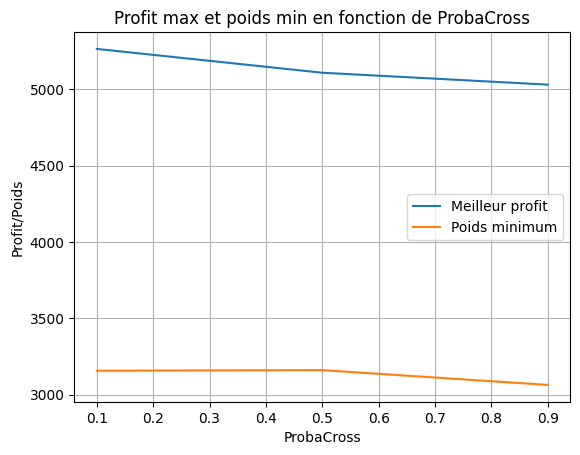 Profit max et poids min en fonction de ProbaCross
Profit/Poids
5000
4500
4000
3500
3000
Meilleur profit
Poids minimum
0.1 0.2 0.3 0.4 0.5 0.6 0.7 0.8 0.9
ProbaCross